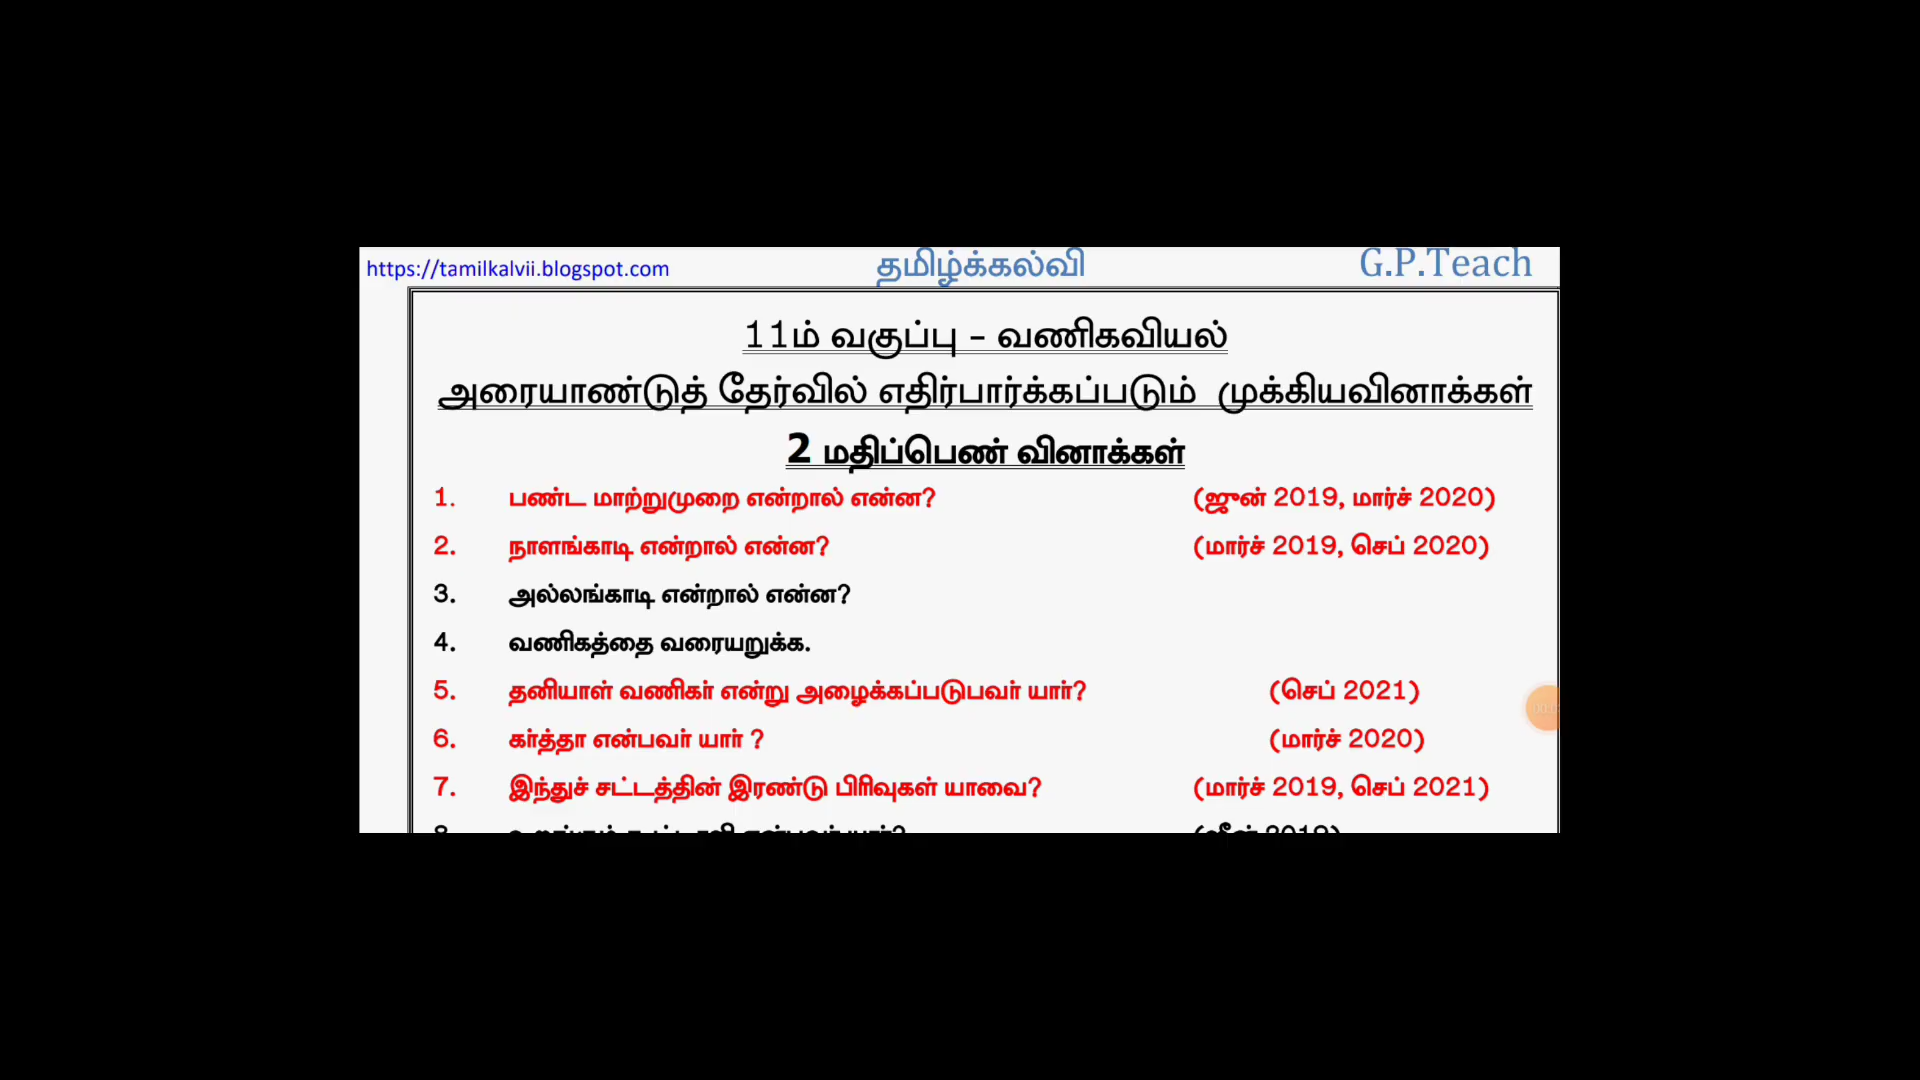 https://tamilkalvii.blogspot.com தமிழ்க்கல்வி G.P.Teach
11ம் வகுப்பு - வணிகவியல்
அரையாண்டுத் தேர்வில் எதிர்பார்க்கப்படும் முக்கியவினாக்கள்
2 மதிப்பெண் வினாக்கள்
1. பண்ட மாற்றுமுறை என்றால் என்ன? (ஜுன் 2019, மார்ச் 2020)
2. நாளங்காடி என்றால் என்ன? (மார்ச் 2019, செப் 2020)
3. அல்லங்காடி என்றால் என்ன?
4. வணிகத்தை வரையறுக்க.
5. தனியாள் வணிகர் என்று அழைக்கப்படுபவர் யார்? (செப் 2021)
6. கர்த்தா என்பவர் யார் ? (மார்ச் 2020)
7. இந்துச் சட்டத்தின் இரண்டு பிரிவுகள் யாவை? (மார்ச் 2019, செப் 2021)